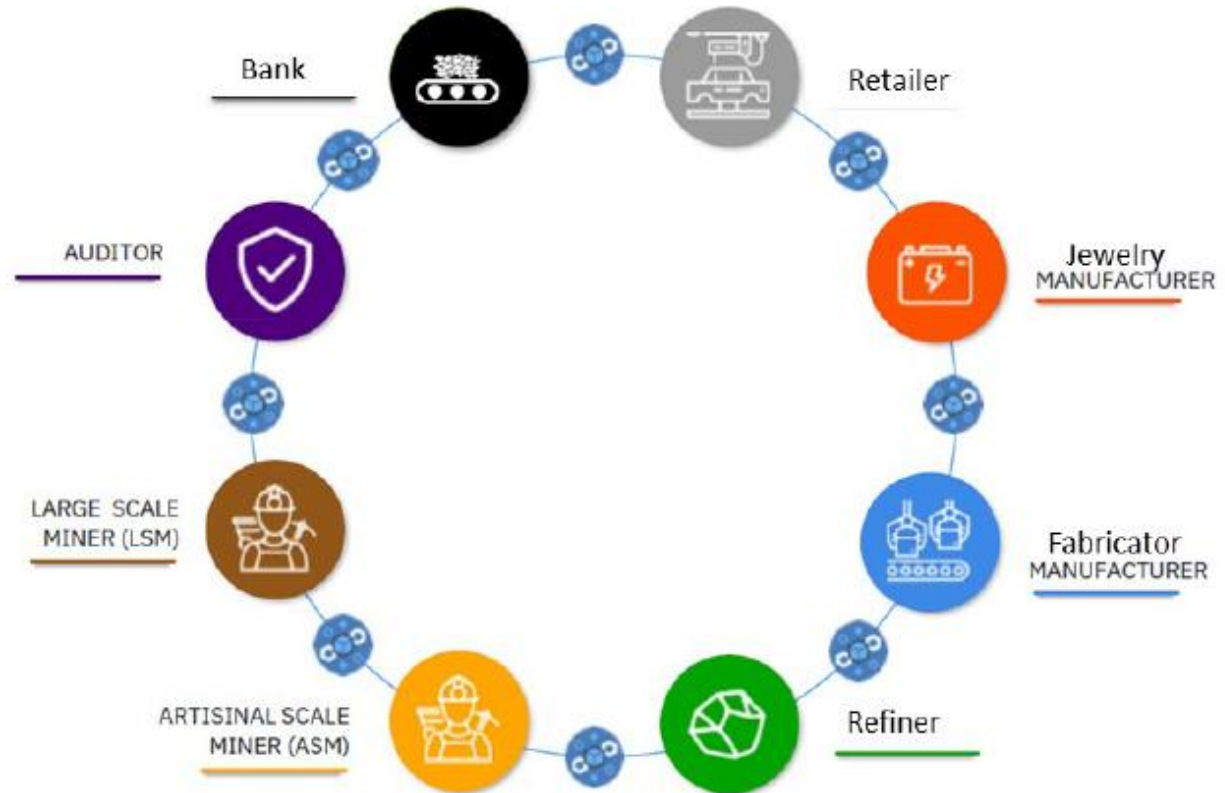 Bank
Retailer
AUDITOR
Jewelry
MANUFACTURER
LARGE SCALE
MINER (LSM)
Fabricator
MANUFACTURER
ARTISINAL SCALE
MINER (ASM)
Refiner